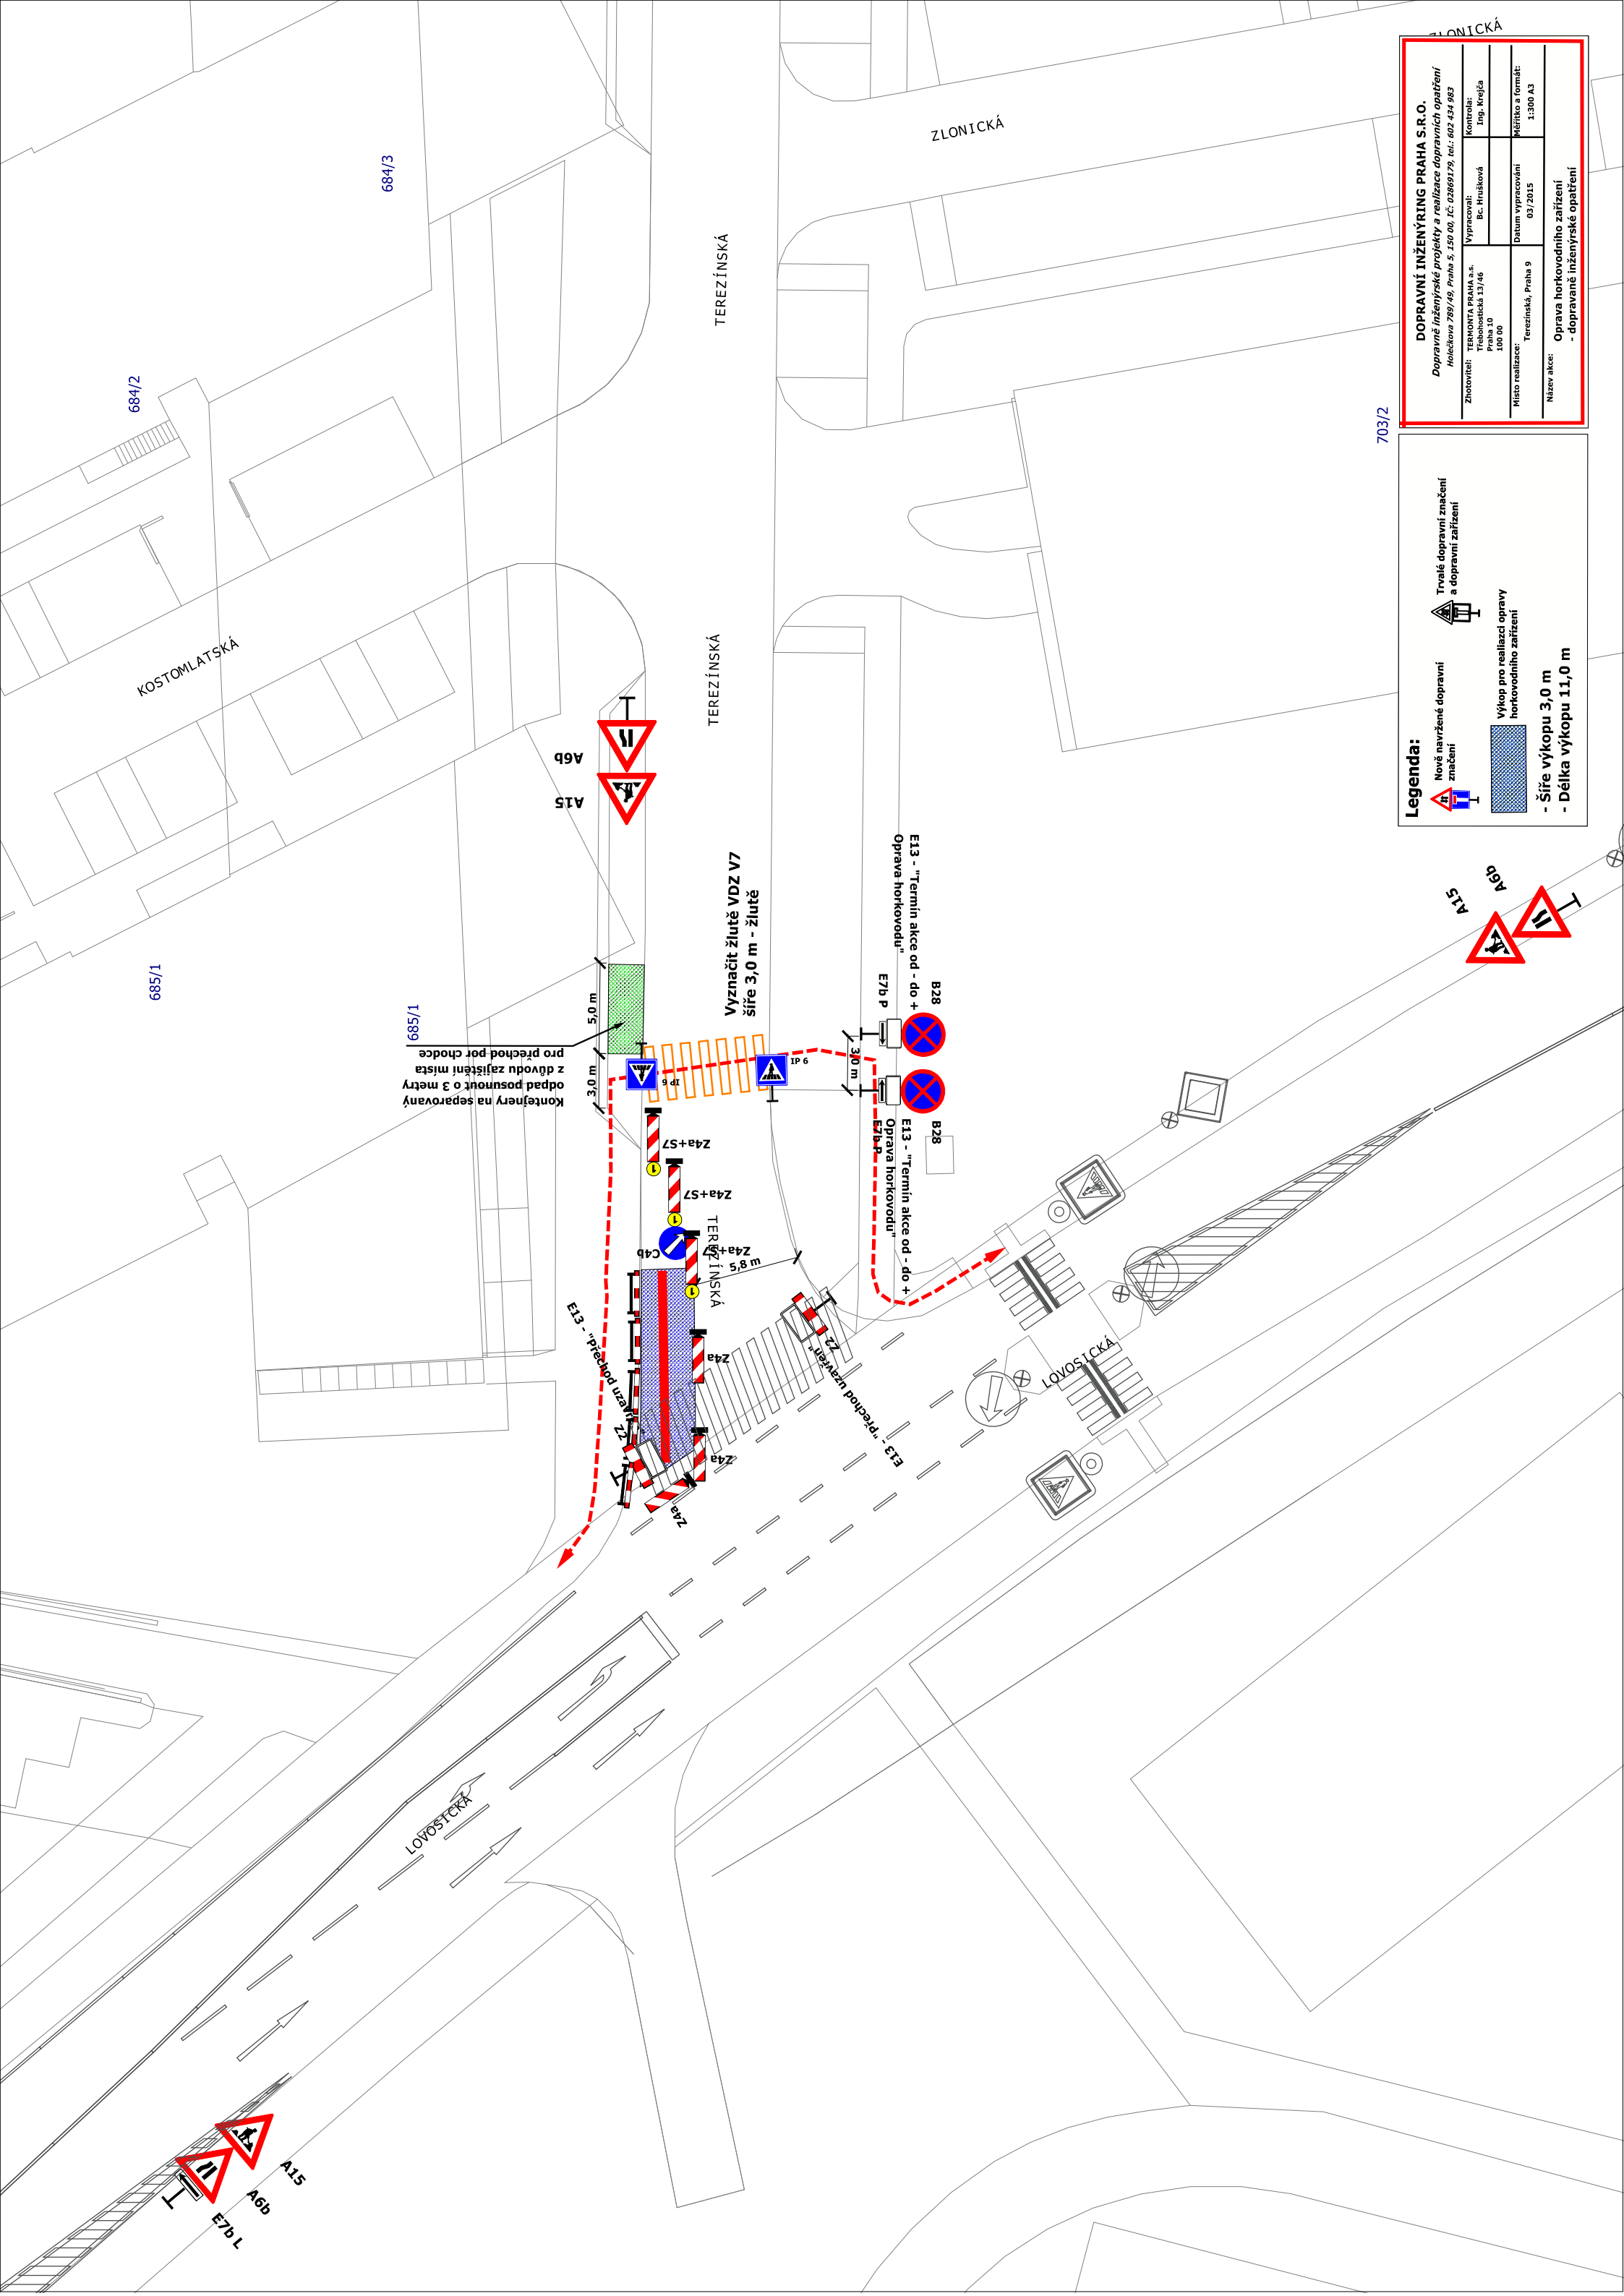 ZLONICKÁ
ZLONICKÁ
684/3
684/2
TEREZÍNSKÁ
703/2
KOSTOMLATSKÁ
TEREZÍNSKÁ
685/1
685/1
A6b
A15
Kontejnery na separovaný
odpad posunout o 3 metry
z důvodu zajištění místa
pro přechod por chodce
5,0 m
3,0 m
Vyznačit žlutě VDZ V7
šíře 3,0 m - žlutě
IP 6
IP 6
3,0 m
E13 - "Termín akce od - do +
Oprava horkovodu"
E7b P
B28
E7b P
B28
E13 - "Termín akce od - do +
Oprava horkovodu"
Z4a+S7
1
Z4a+S7
1
C4b
Z4a+S7
1
5,8 m
TEREZÍNSKÁ
E13 - "Přechod uzavřen"
Z2
Z4a
Z4a
Z4a
Z2
E13 - "Přechod uzavřen"
LOVOSICKÁ
LOVOSICKÁ
A15
A6b
A15
A6b
E7b L
DOPRAVNÍ INŽENÝRING PRAHA S.R.O.
Dopravně inženýrské projekty a realizace dopravních opatření
Holečkova 789/49, Praha 5, 150 00, IČ: 02869179, tel.: 602 434 983
Zhotovitel: TERMONTA PRAHA a.s.
Třebohostická 13/46
Praha 10
100 00
Vypracoval:
Bc. Hrušková
Kontrola:
Ing. Krejča
Místo realizace:
Terezínská, Praha 9
Datum vypracování
03/2015
Měřítko a formát:
1:300 A3
Název akce:
Oprava horkovodního zařízení
- dopravaně inženýrské opatření
Legenda:
Nově navržené dopravní
značení
Trvalé dopravní značení
a dopravní zařízení
Výkop pro realiazci opravy
horkovodního zařízení
- Šíře výkopu 3,0 m
- Délka výkopu 11,0 m